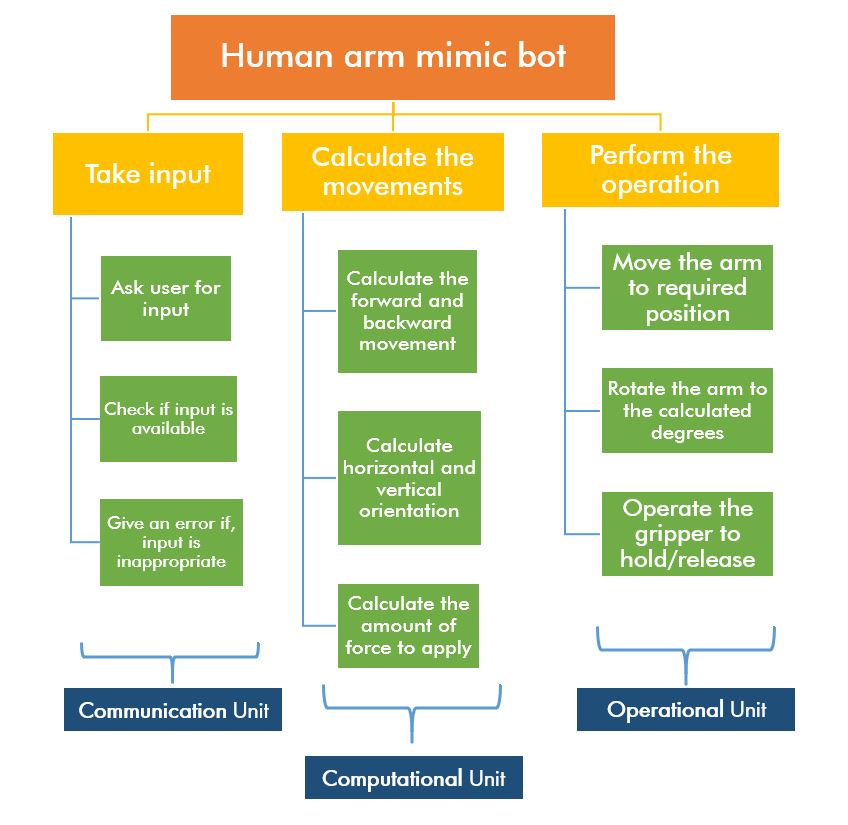 Human arm mimic bot
Take input
Ask user for
input
Check if input is
available
Give an error if,
input is
inappropriate
Communication Unit
Calculate the
movements
Calculate the
forward and
backward
movement
Calculate
horizontal and
vertical
orientation
Calculate the
amount of
force to apply
Computational Unit
Perform the
operation
Move the arm
to required
position
Rotate the arm to
the calculated
degrees
Operate the
gripper to
hold/release
Operational Unit